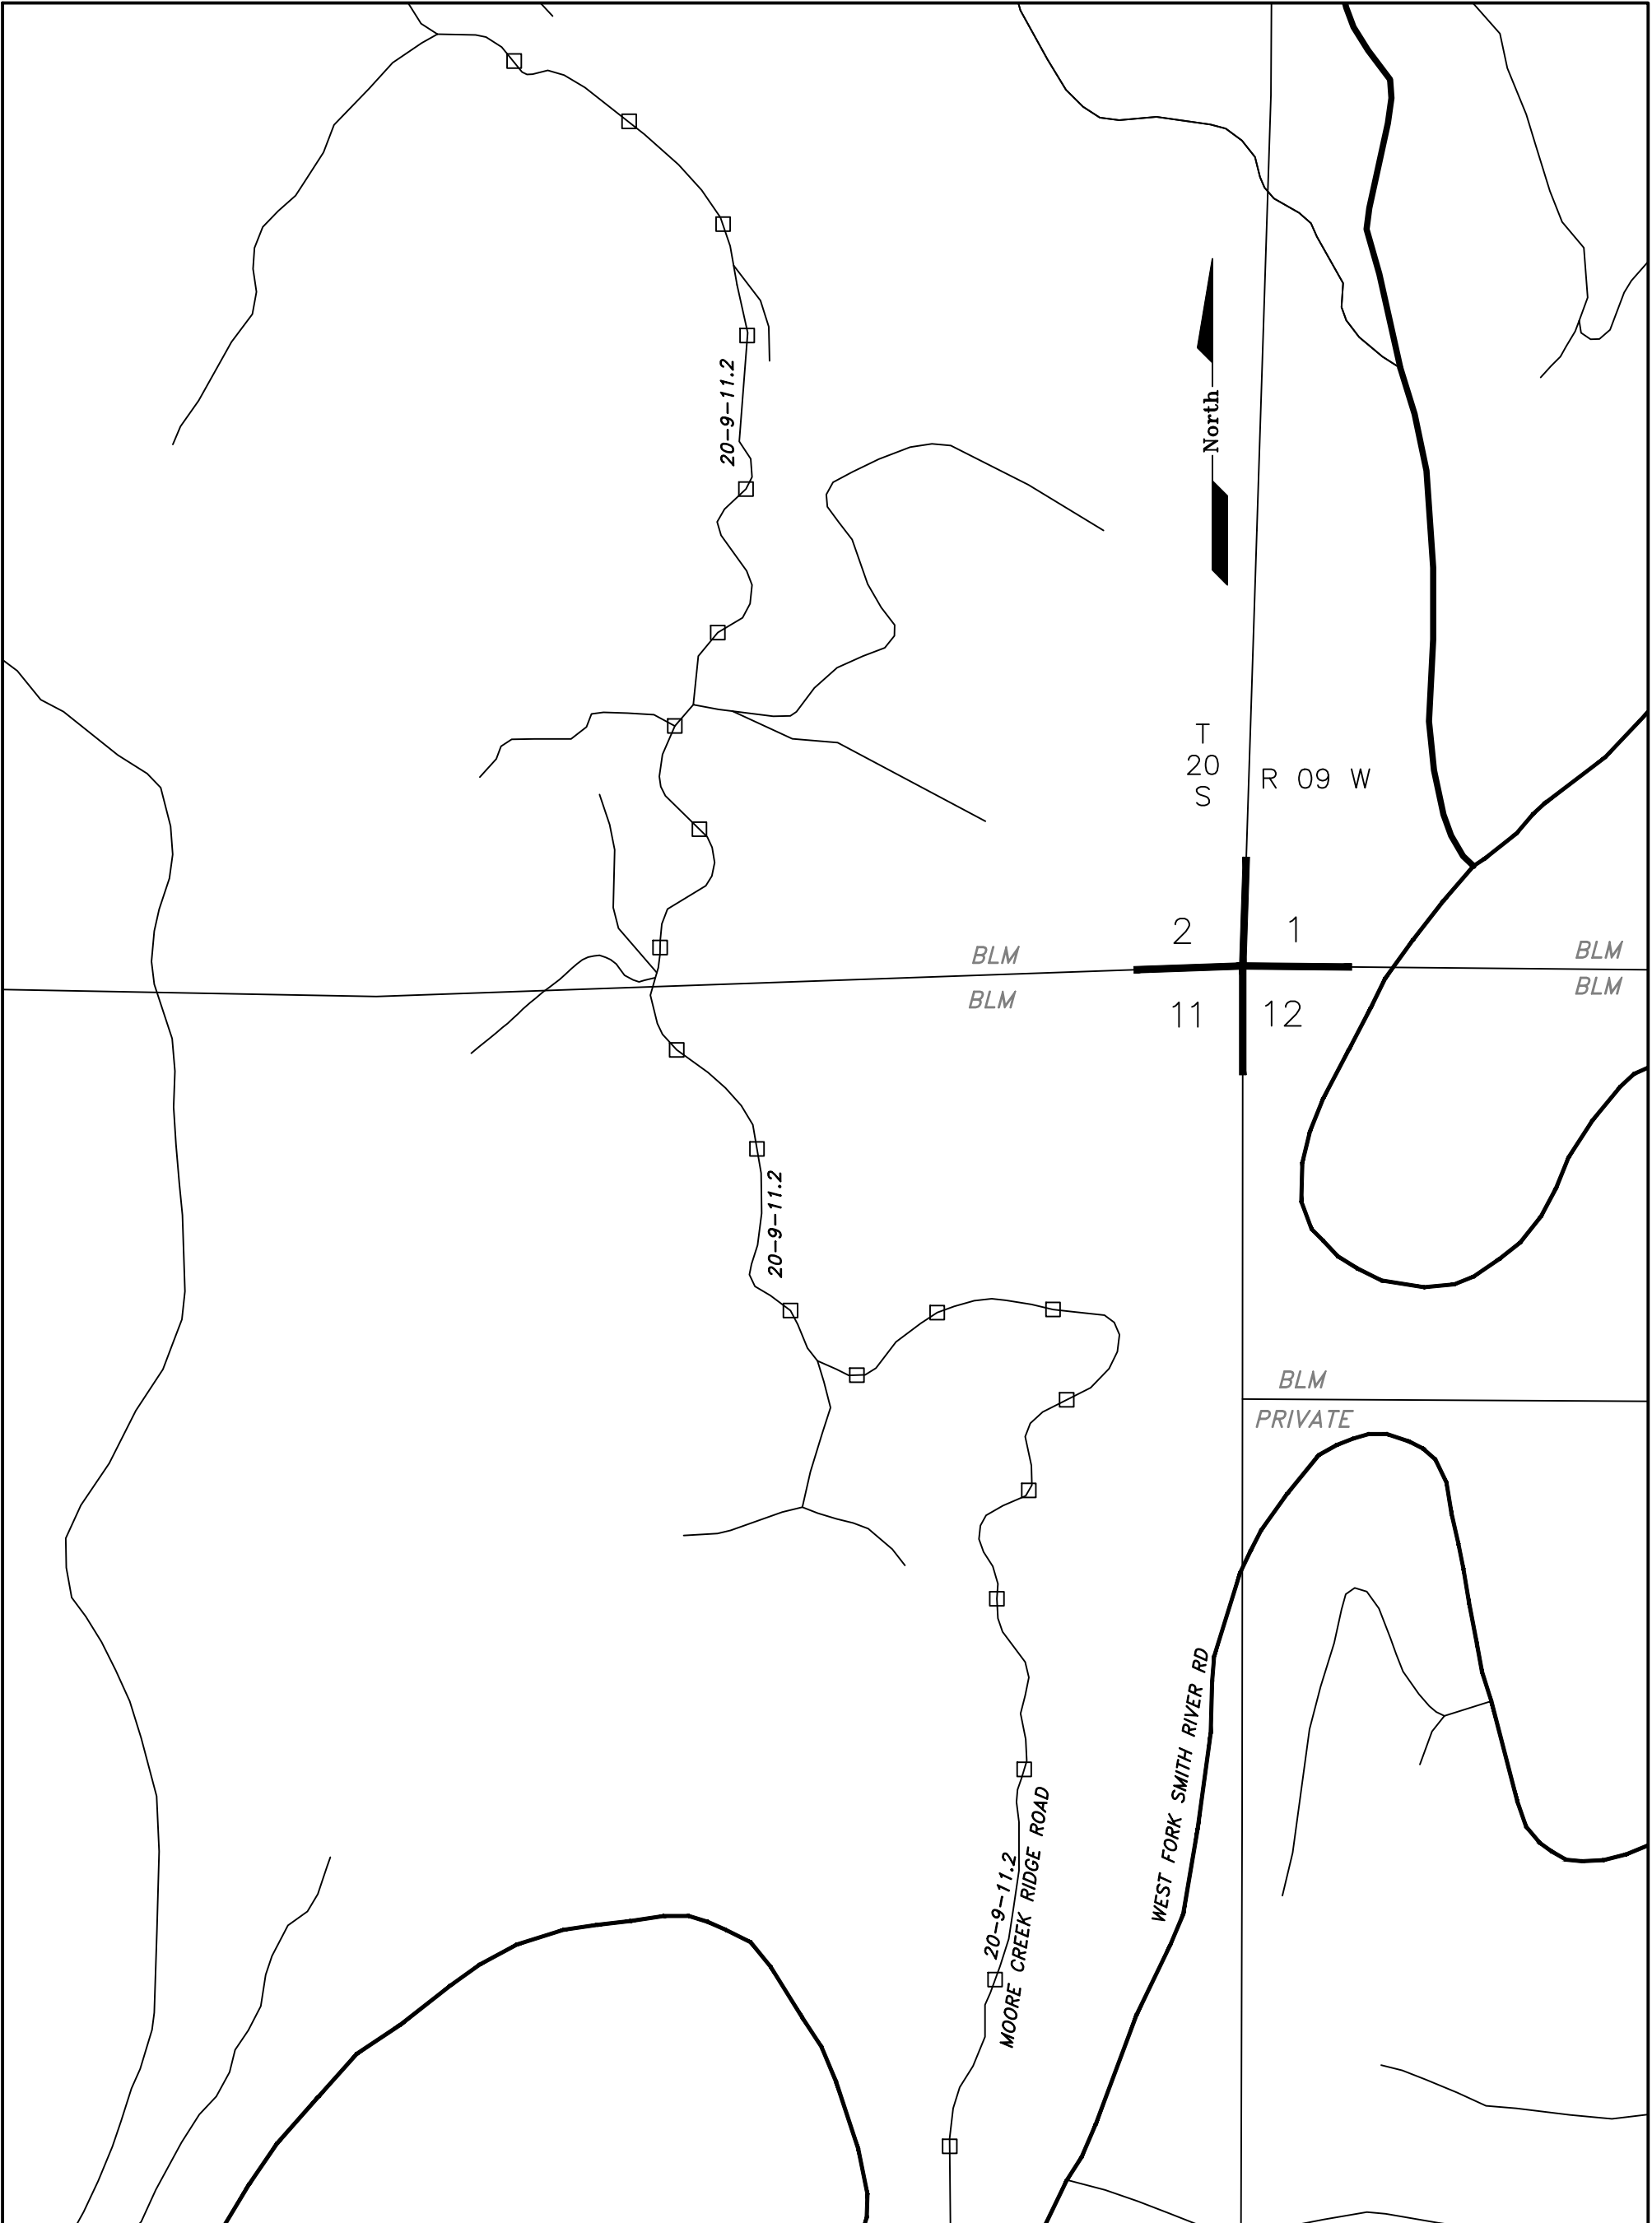 20-9-11.2
North
T
20
S
R 09 W
2
1
BLM
BLM
BLM
BLM
11
12
20-9-11.2
BLM
PRIVATE
WEST FORK SMITH RIVER RD
20-9-11.2
MOORE CREEK RIDGE ROAD